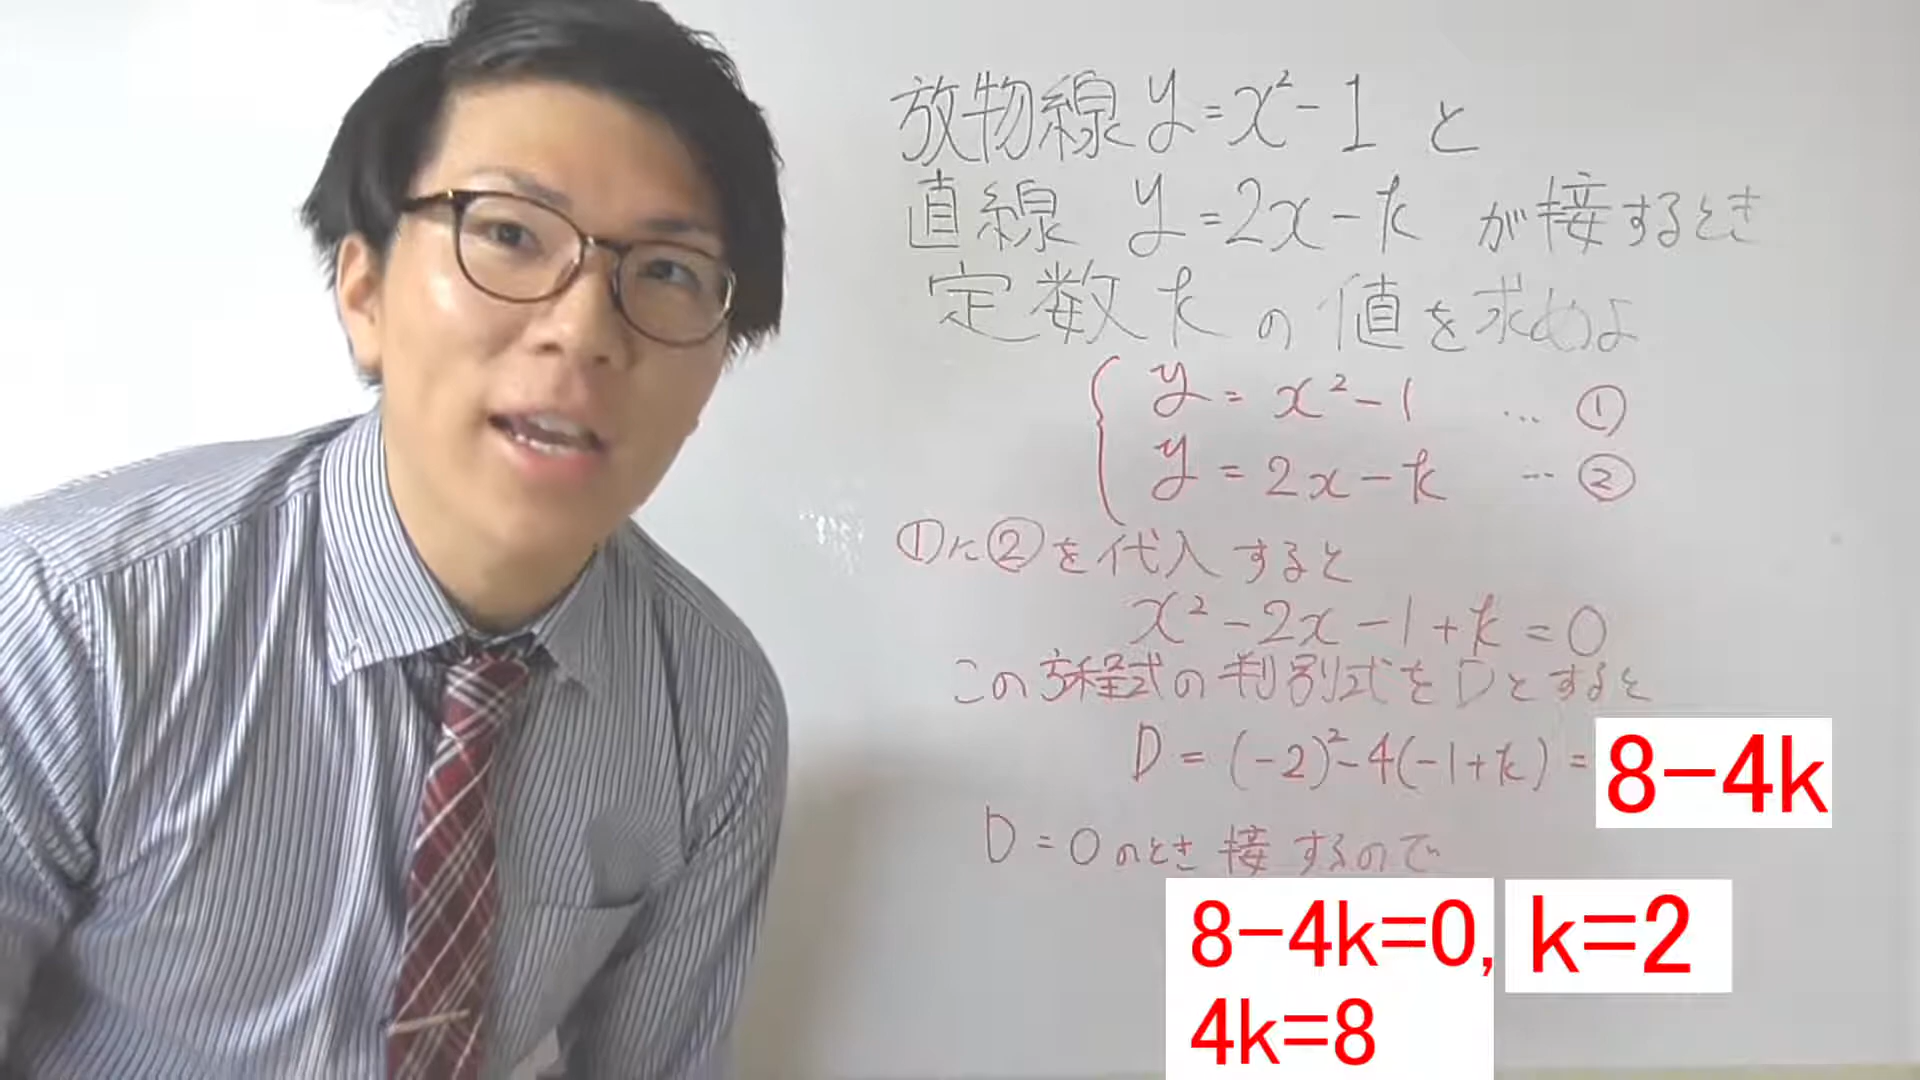 放物線 y=x²-1 と
直線 y=2x-k が接するとき
定数kの値を求めよ
y=x²-1 … ①
y=2x-k … ②
①に②を代入すると
x²-2x-1+k=0
この方程式の判別式をDとすると
D=(-2)²-4(-1+k)=8-4k
D=0のとき接するので
8-4k=0, k=2
4k=8